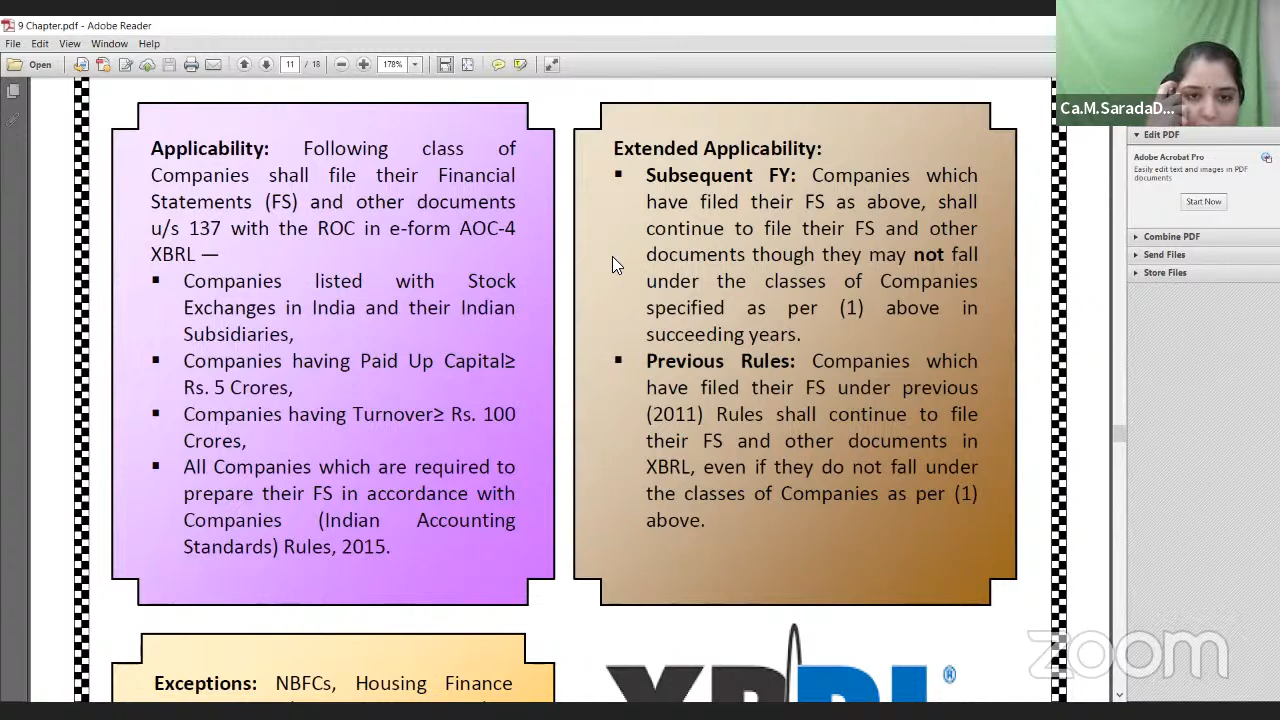 9 Chapter.pdf - Adobe Reader
File Edit View Window Help
Open 11 / 18 178%
Ca.M.SaradaD...
Edit PDF
Adobe Acrobat Pro
Easily edit text and images in PDF
documents
Start Now
Combine PDF
Send Files
Store Files
Applicability: Following class of
Companies shall file their Financial
Statements (FS) and other documents
u/s 137 with the ROC in e-form AOC-4
XBRL —
▪ Companies listed with Stock
Exchanges in India and their Indian
Subsidiaries,
▪ Companies having Paid Up Capital≥
Rs. 5 Crores,
▪ Companies having Turnover≥ Rs. 100
Crores,
▪ All Companies which are required to
prepare their FS in accordance with
Companies (Indian Accounting
Standards) Rules, 2015.
Extended Applicability:
▪ Subsequent FY: Companies which
have filed their FS as above, shall
continue to file their FS and other
documents though they may not fall
under the classes of Companies
specified as per (1) above in
succeeding years.
▪ Previous Rules: Companies which
have filed their FS under previous
(2011) Rules shall continue to file
their FS and other documents in
XBRL, even if they do not fall under
the classes of Companies as per (1)
above.
Exceptions: NBFCs, Housing Finance
XBRL®
zoom